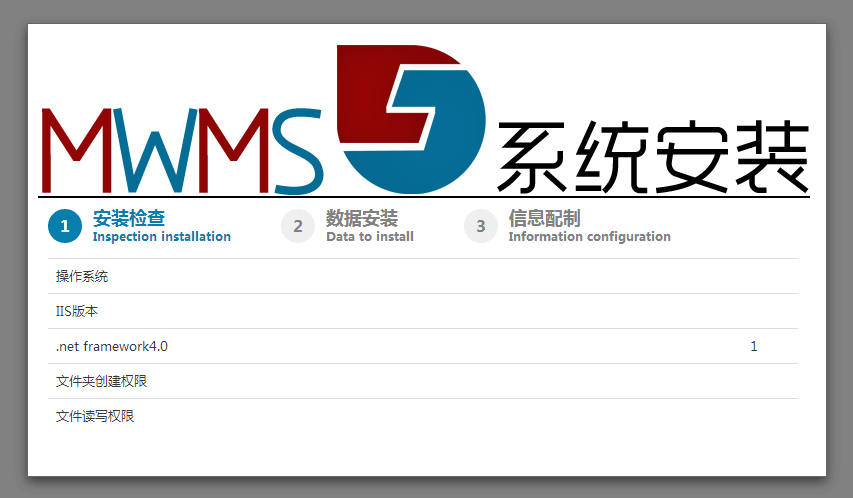 MWMS 5 系统安装
1 安装检查 2 数据安装 3 信息配制
Inspection installation Data to install Information configuration
操作系统
IIS版本
.net framework4.0 1
文件夹创建权限
文件读写权限